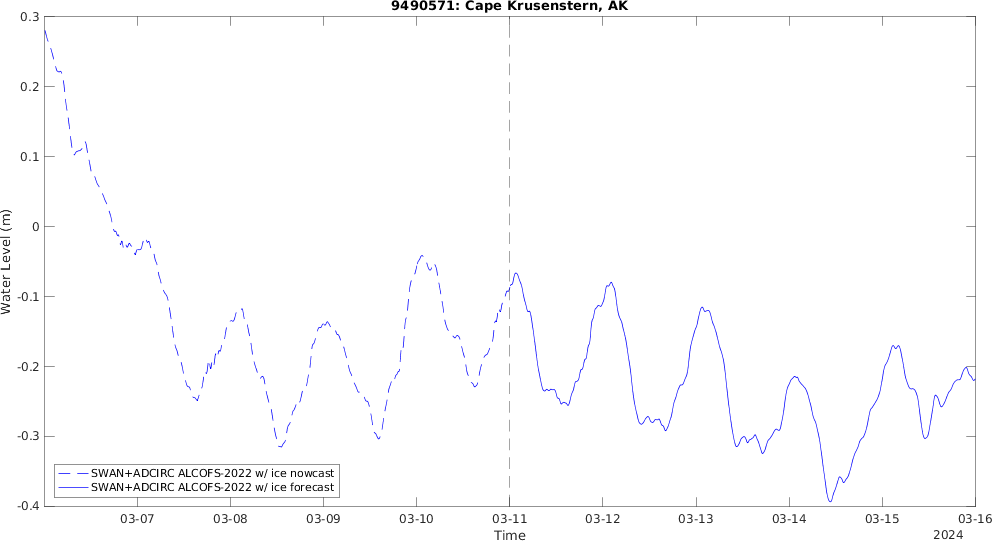 9490571: Cape Krusenstern, AK
0.3
0.2
0.1
0
-0.1
-0.2
-0.3
-0.4
Water Level (m)
SWAN+ADCIRC ALCOFS-2022 w/ ice nowcast
SWAN+ADCIRC ALCOFS-2022 w/ ice forecast
03-07 03-08 03-09 03-10 03-11 03-12 03-13 03-14 03-15 03-16
Time
2024